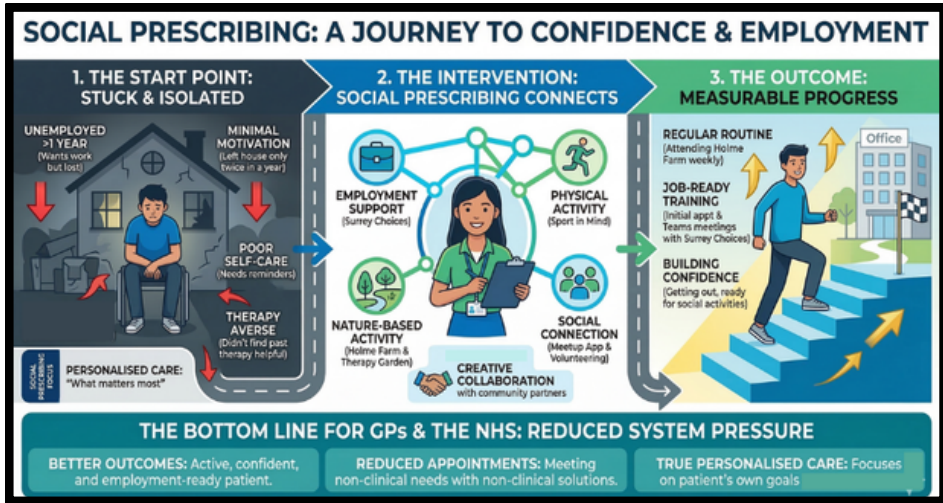 SOCIAL PRESCRIBING: A JOURNEY TO CONFIDENCE & EMPLOYMENT
1. THE START POINT:
STUCK & ISOLATED
UNEMPLOYED
>1 YEAR
(Wants work
but lost)
MINIMAL
MOTIVATION
(Left house only
twice in a year)
POOR
SELF-CARE
(Needs reminders)
THERAPY
AVERSE
(Didn't find past
therapy helpful)
SOCIAL
PRESCRIBING
FOCUS
PERSONALISED CARE:
"What matters most"
2. THE INTERVENTION:
SOCIAL PRESCRIBING CONNECTS
EMPLOYMENT
SUPPORT
(Surrey Choices)
PHYSICAL
ACTIVITY
(Sport in Mind)
NATURE-BASED
ACTIVITY
(Holme Farm &
Therapy Garden)
SOCIAL
CONNECTION
(Meetup App &
Volunteering)
CREATIVE
COLLABORATION
with community partners
3. THE OUTCOME:
MEASURABLE PROGRESS
REGULAR ROUTINE
(Attending Holme
Farm weekly)
JOB-READY
TRAINING
(Initial appt &
Teams meetings
with Surrey Choices)
BUILDING
CONFIDENCE
(Getting out, ready
for social activities)
Office
THE BOTTOM LINE FOR GPs & THE NHS: REDUCED SYSTEM PRESSURE
BETTER OUTCOMES: Active, confident,
and employment-ready patient.
REDUCED APPOINTMENTS: Meeting
non-clinical needs with non-clinical solutions.
TRUE PERSONALISED CARE: Focuses
on patient's own goals